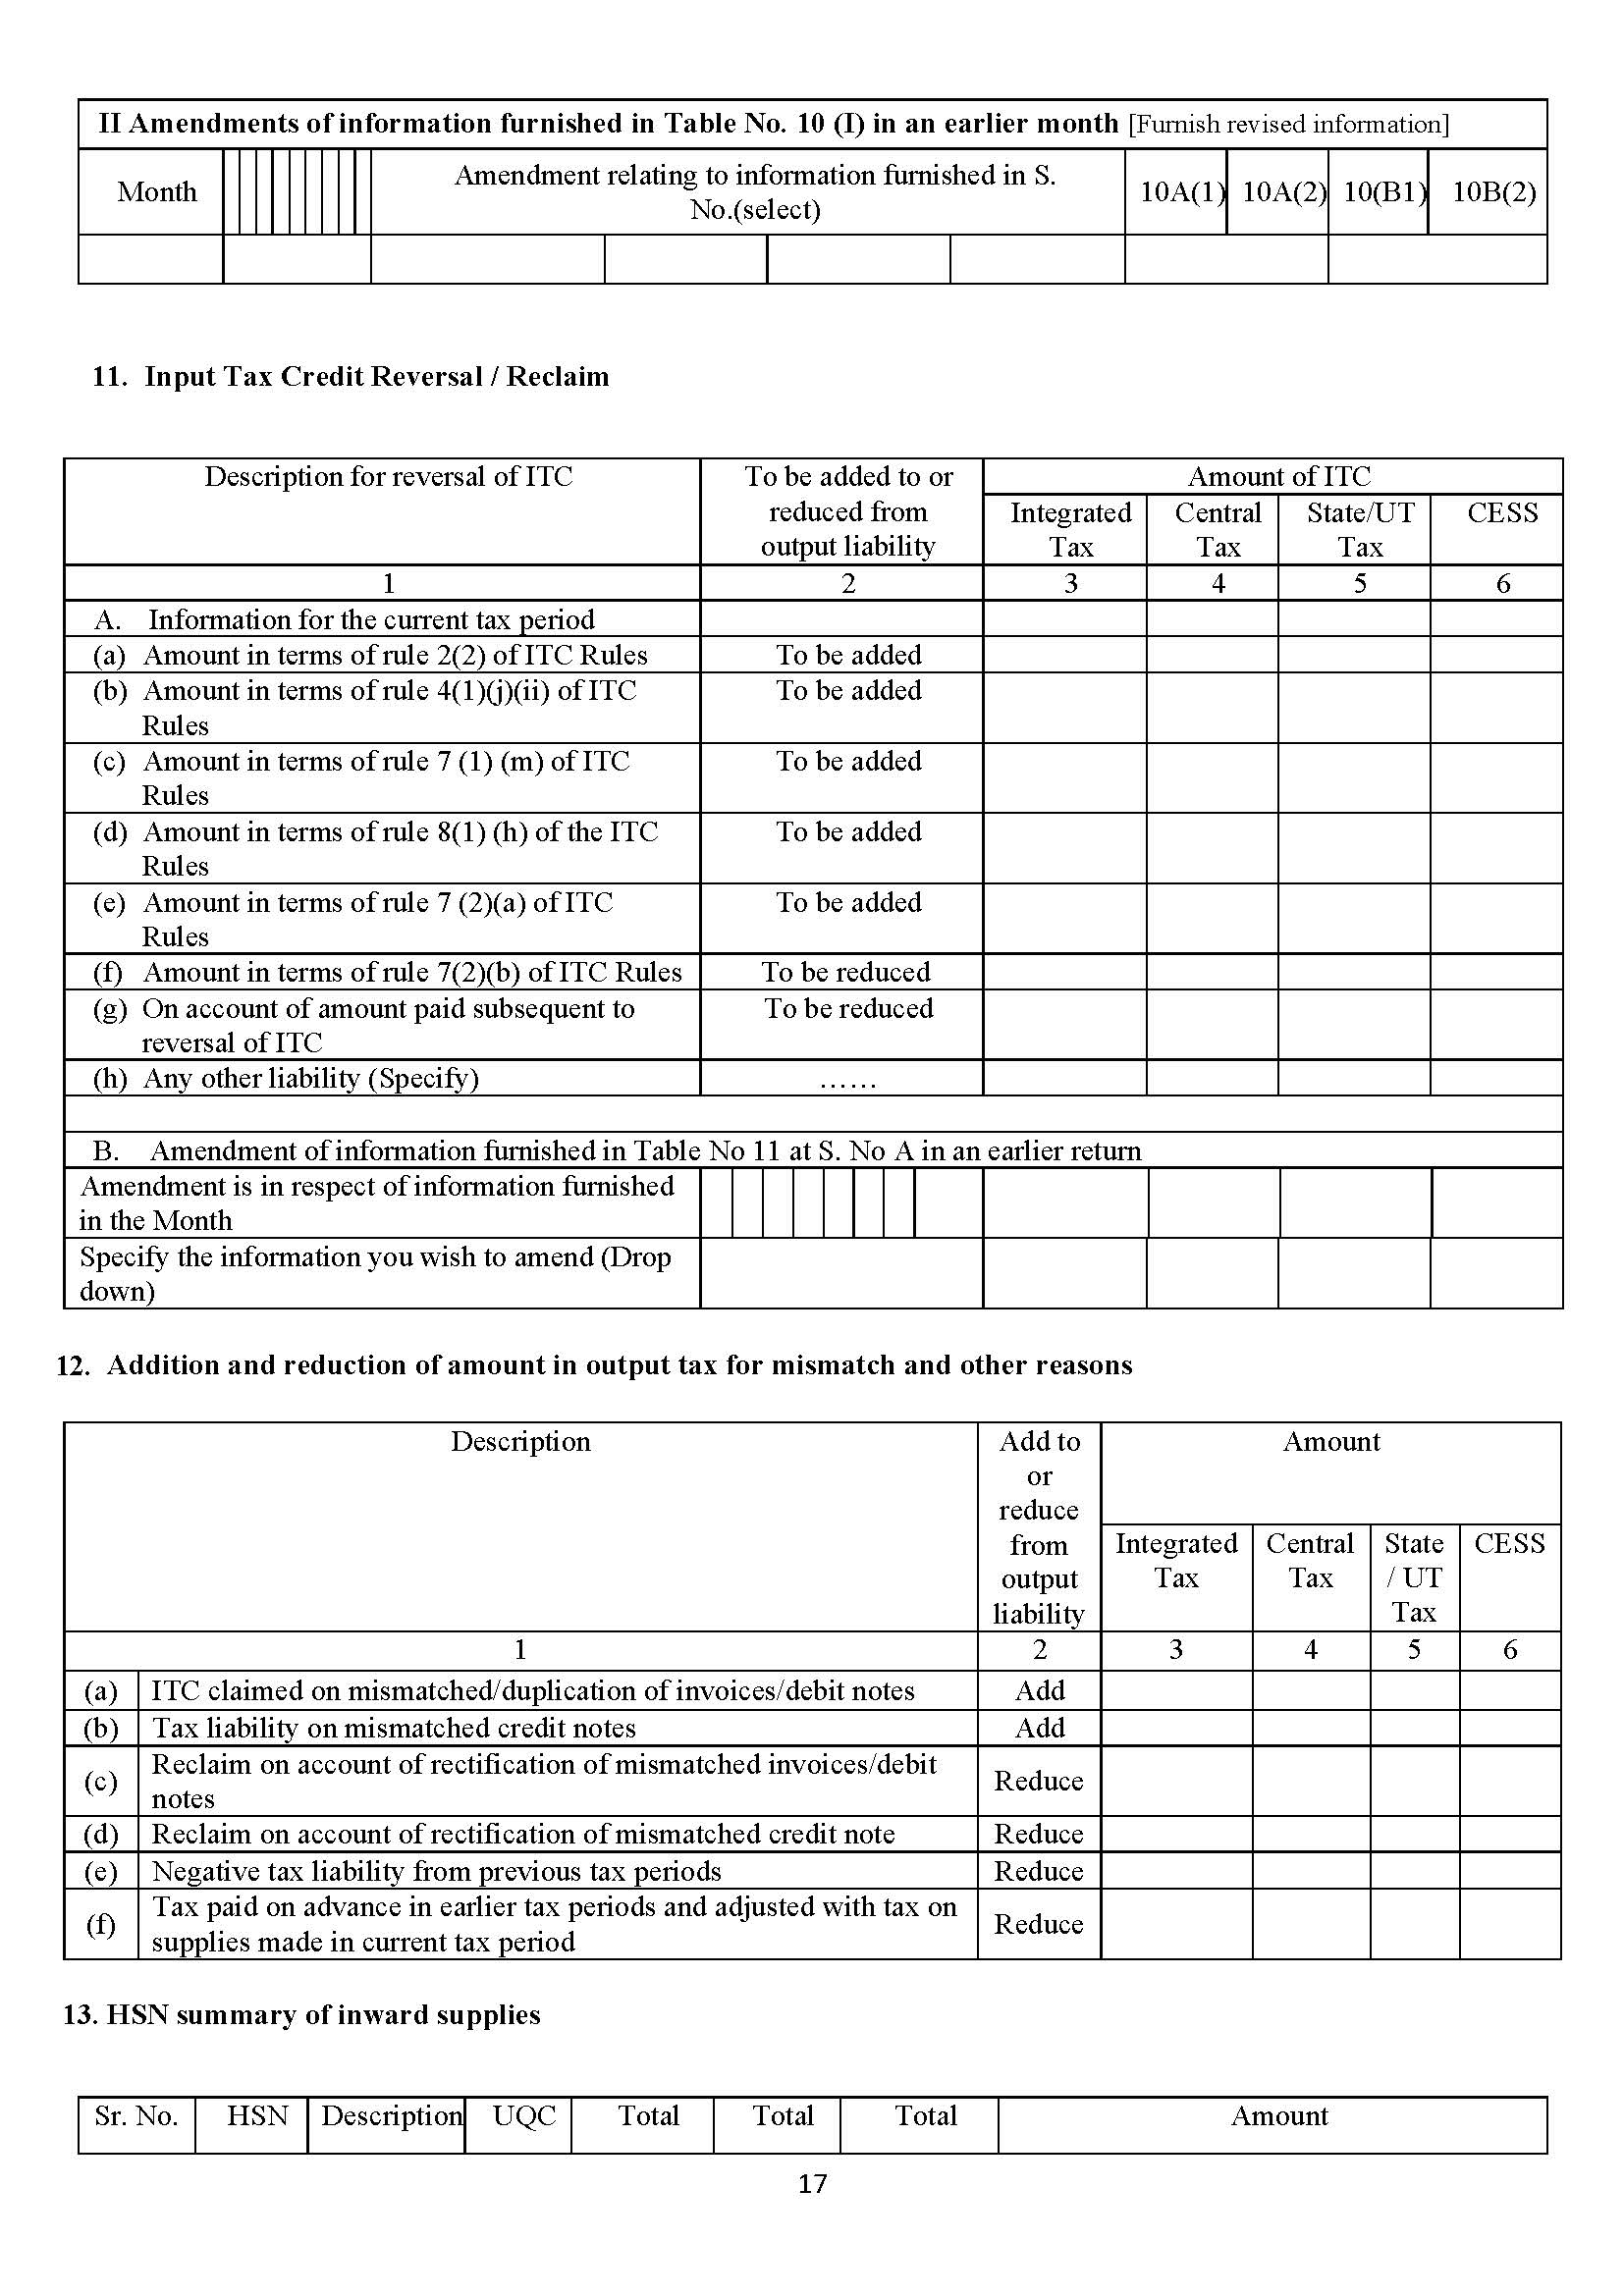 II Amendments of information furnished in Table No. 10 (I) in an earlier month [Furnish revised information]
Month
Amendment relating to information furnished in S.
No.(select)
10A(1) 10A(2) 10(B1) 10B(2)
11. Input Tax Credit Reversal / Reclaim
Description for reversal of ITC
To be added to or
reduced from
output liability
Amount of ITC
Integrated
Tax
Central
Tax
State/UT
Tax
CESS
1 2 3 4 5 6
A. Information for the current tax period
(a) Amount in terms of rule 2(2) of ITC Rules To be added
(b) Amount in terms of rule 4(1)(j)(ii) of ITC To be added
Rules
(c) Amount in terms of rule 7 (1) (m) of ITC To be added
Rules
(d) Amount in terms of rule 8(1) (h) of the ITC To be added
Rules
(e) Amount in terms of rule 7 (2)(a) of ITC To be added
Rules
(f) Amount in terms of rule 7(2)(b) of ITC Rules To be reduced
(g) On account of amount paid subsequent to To be reduced
reversal of ITC
(h) Any other liability (Specify) ……
B. Amendment of information furnished in Table No 11 at S. No A in an earlier return
Amendment is in respect of information furnished
in the Month
Specify the information you wish to amend (Drop
down)
12. Addition and reduction of amount in output tax for mismatch and other reasons
Description
Add to
or
reduce
from
output
liability
Amount
Integrated
Tax
Central
Tax
State
/ UT
Tax
CESS
1 2 3 4 5 6
(a) ITC claimed on mismatched/duplication of invoices/debit notes Add
(b) Tax liability on mismatched credit notes Add
(c) Reclaim on account of rectification of mismatched invoices/debit
notes Reduce
(d) Reclaim on account of rectification of mismatched credit note Reduce
(e) Negative tax liability from previous tax periods Reduce
(f) Tax paid on advance in earlier tax periods and adjusted with tax on
supplies made in current tax period Reduce
13. HSN summary of inward supplies
Sr. No. HSN Description UQC Total Total Total Amount
17